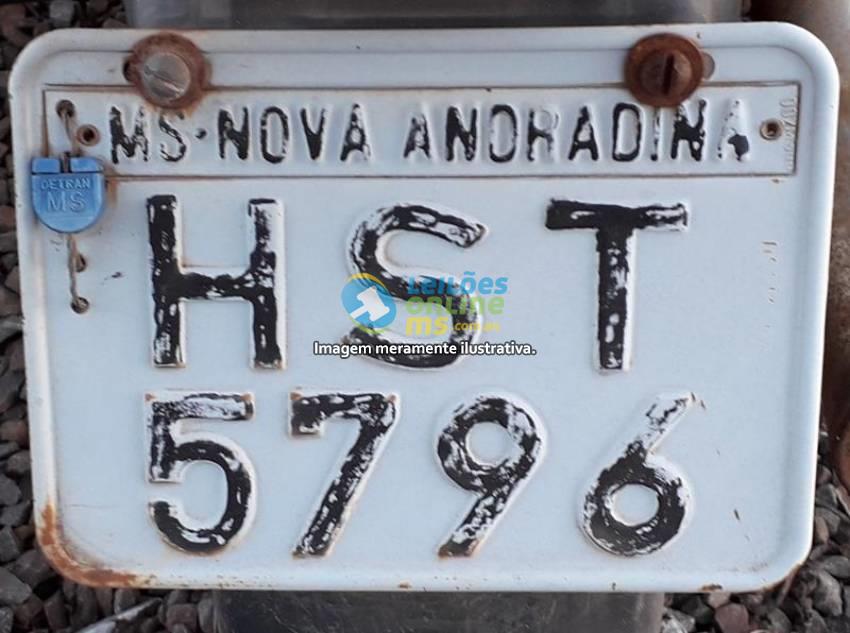 MS·NOVA ANDRADINA
DETRAN
MS
HST
LEILÕES
ONLINE
ms.com.br
Imagem meramente ilustrativa.
5796